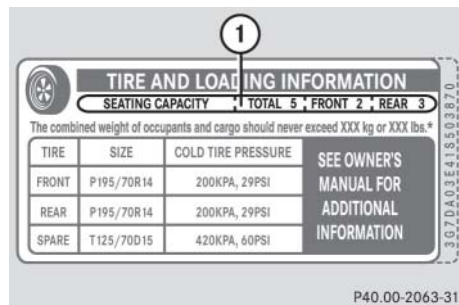 1
TIRE AND LOADING INFORMATION
SEATING CAPACITY TOTAL 5 FRONT 2 REAR 3
The combined weight of occupants and cargo should never exceed XXX kg or XXX lbs.*
TIRE SIZE COLD TIRE PRESSURE
FRONT P195/70R14 200KPA, 29PSI
REAR P195/70R14 200KPA, 29PSI
SPARE T125/70D15 420KPA, 60PSI
SEE OWNER'S
MANUAL FOR
ADDITIONAL
INFORMATION
3G7DA03E41S503870
P40.00-2063-31